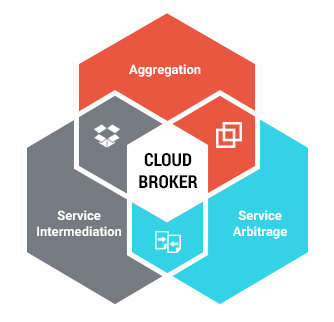 Aggregation
CLOUD
BROKER
Service
Intermediation
Service
Arbitrage